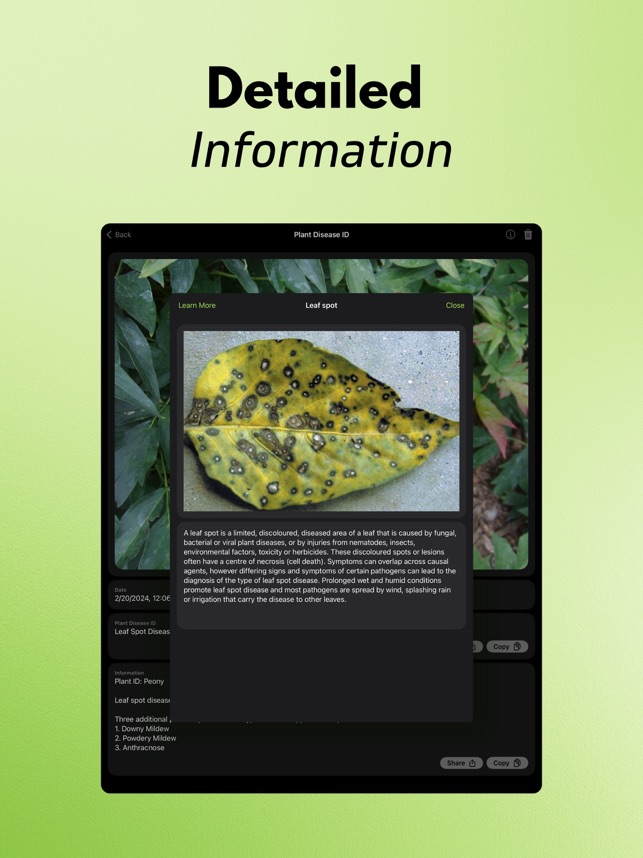 Detailed
Information
Back
Plant Disease ID
Learn More
Leaf spot
Close
A leaf spot is a limited, discoloured, diseased area of a leaf that is caused by fungal,
bacterial or viral plant diseases, or by injuries from nematodes, insects,
environmental factors, toxicity or herbicides. These discoloured spots or lesions
often have a centre of necrosis (cell death). Symptoms can overlap across causal
agents, however differing signs and symptoms of certain pathogens can lead to the
diagnosis of the type of leaf spot disease. Prolonged wet and humid conditions
promote leaf spot disease and most pathogens are spread by wind, splashing rain
or irrigation that carry the disease to other leaves.
Date
2/20/2024, 12:06
Plant Disease ID
Leaf Spot Diseas
Copy
Information
Plant ID: Peony
Leaf spot disease
Three additional
1. Downy Mildew
2. Powdery Mildew
3. Anthracnose
Share
Copy